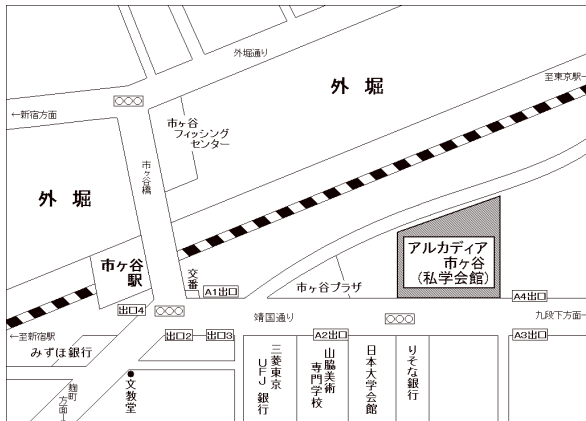 外堀通り
外 堀
至東京駅→
←新宿方面
市ヶ谷
フィッシング
センター
市ヶ谷橋
外 堀
市ヶ谷
駅
交番
A1出口
市ヶ谷プラザ
アルカディア
市ヶ谷
(私学会館)
A4出口
出口4
靖国通り
九段下方面→
←至新宿駅
みずほ銀行
出口2
出口3
A2出口
A3出口
麹町
方面→
文教堂
三菱東京
UFJ銀行
山脇美術
専門学校
日本大学会館
りそな銀行